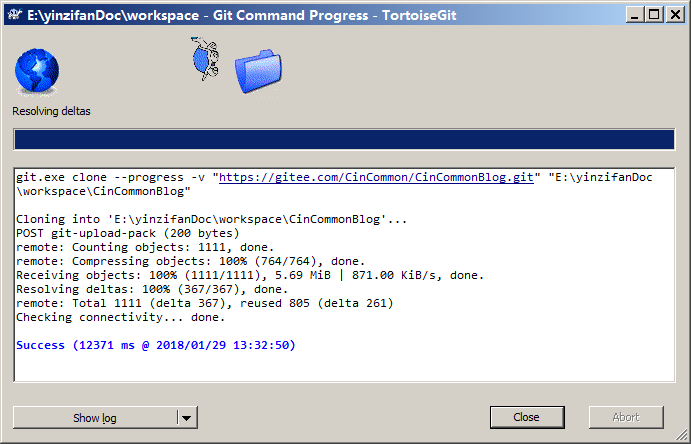 E:\yinzifanDoc\workspace - Git Command Progress - TortoiseGit
Resolving deltas
git.exe clone --progress -v "https://gitee.com/CinCommon/CinCommonBlog.git" "E:\yinzifanDoc
\workspace\CinCommonBlog"
Cloning into 'E:\yinzifanDoc\workspace\CinCommonBlog'...
POST git-upload-pack (200 bytes)
remote: Counting objects: 1111, done.
remote: Compressing objects: 100% (764/764), done.
Receiving objects: 100% (1111/1111), 5.69 MiB | 871.00 KiB/s, done.
Resolving deltas: 100% (367/367), done.
remote: Total 1111 (delta 367), reused 805 (delta 261)
Checking connectivity... done.
Success (12371 ms @ 2018/01/29 13:32:50)
Show log
Close
Abort